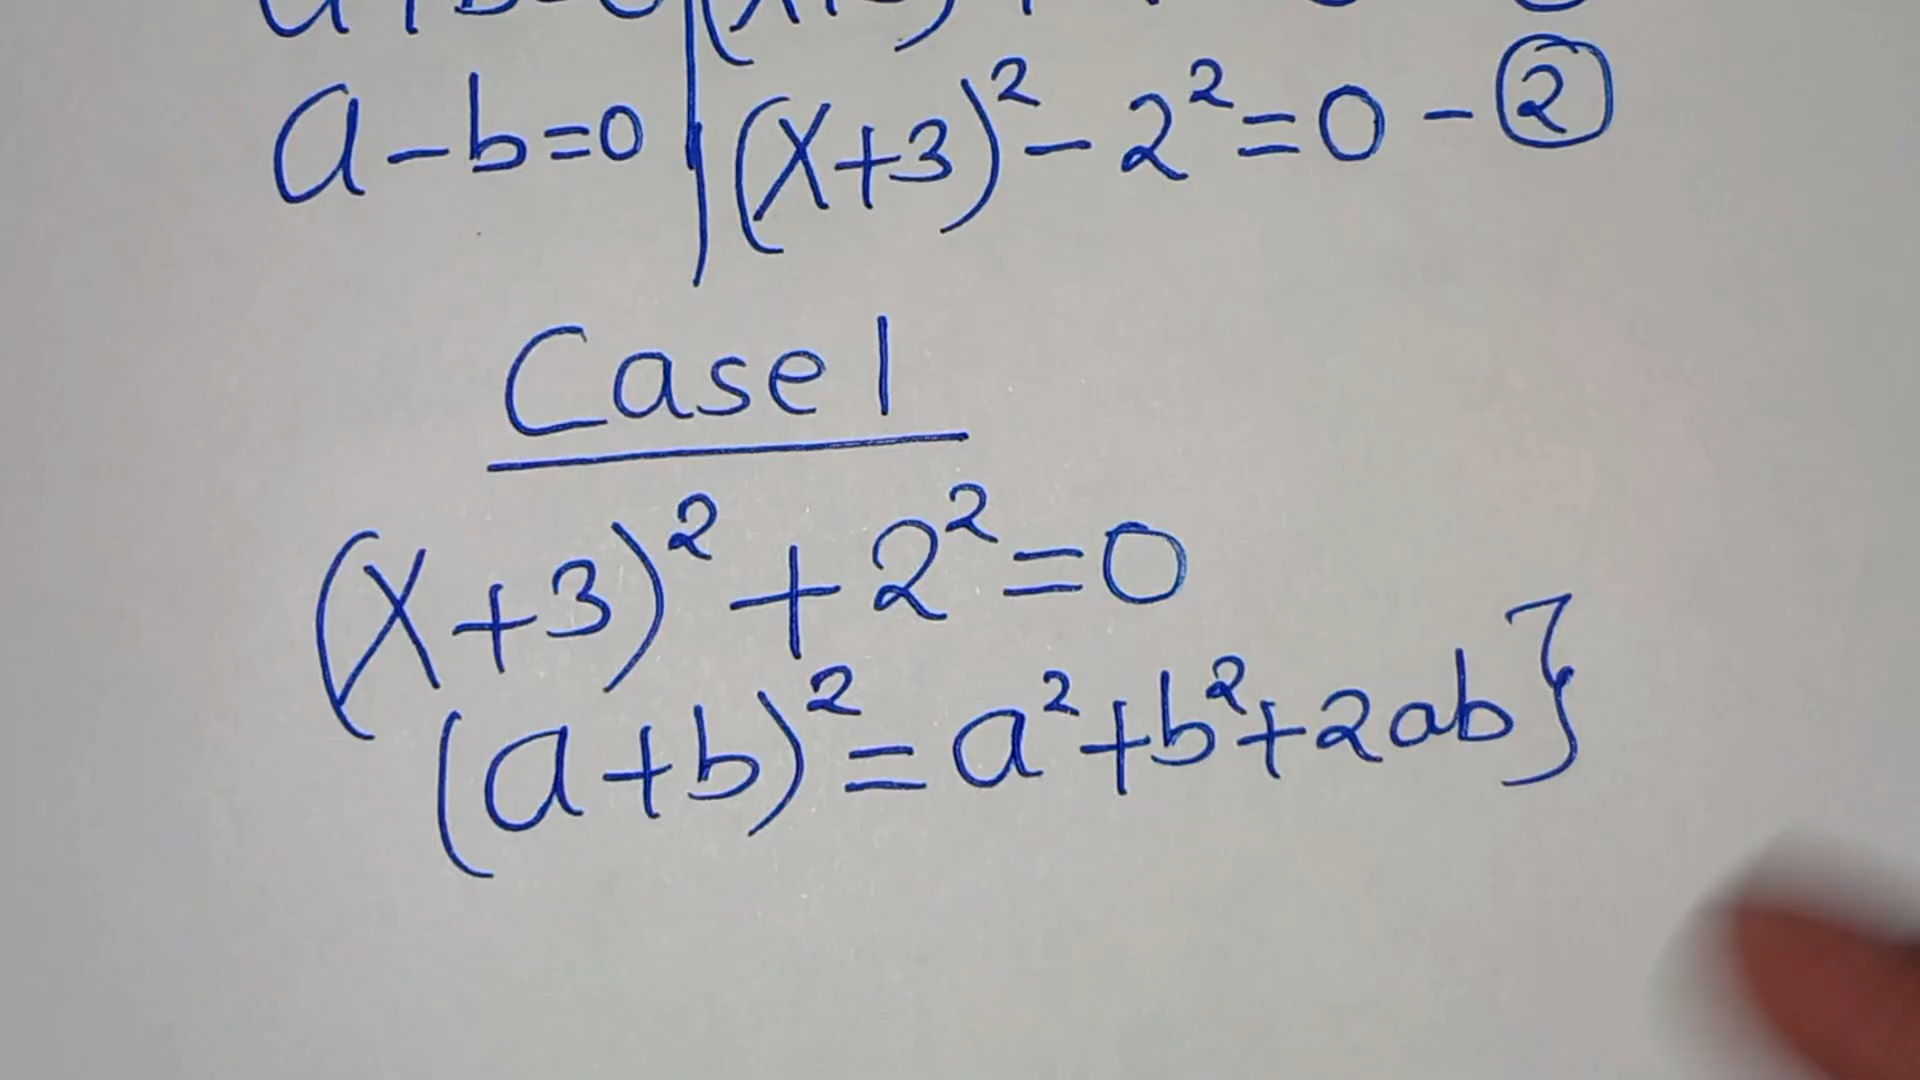 a-b=0 | (x+3)²-2²=0-②
Case 1
(x+3)²+2²=0
(a+b)²=a²+b²+2ab}